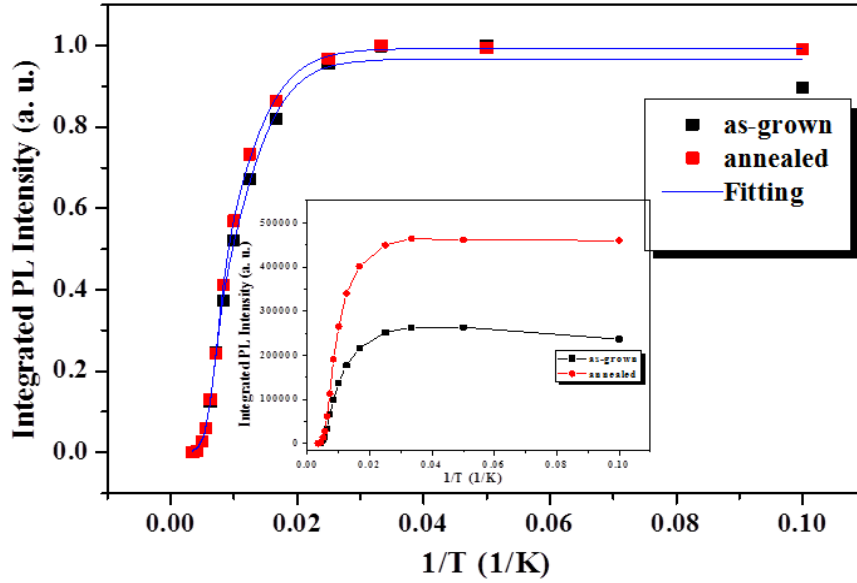 1.0
0.8
0.6
0.4
0.2
0.0
Integrated PL Intensity (a. u.)
as-grown
annealed
Fitting
500000
400000
300000
200000
100000
0
Integrated PL Intensity (a. u.)
as-grown
annealed
0.00 0.02 0.04 0.06 0.08 0.10
1/T (1/K)
0.00 0.02 0.04 0.06 0.08 0.10
1/T (1/K)